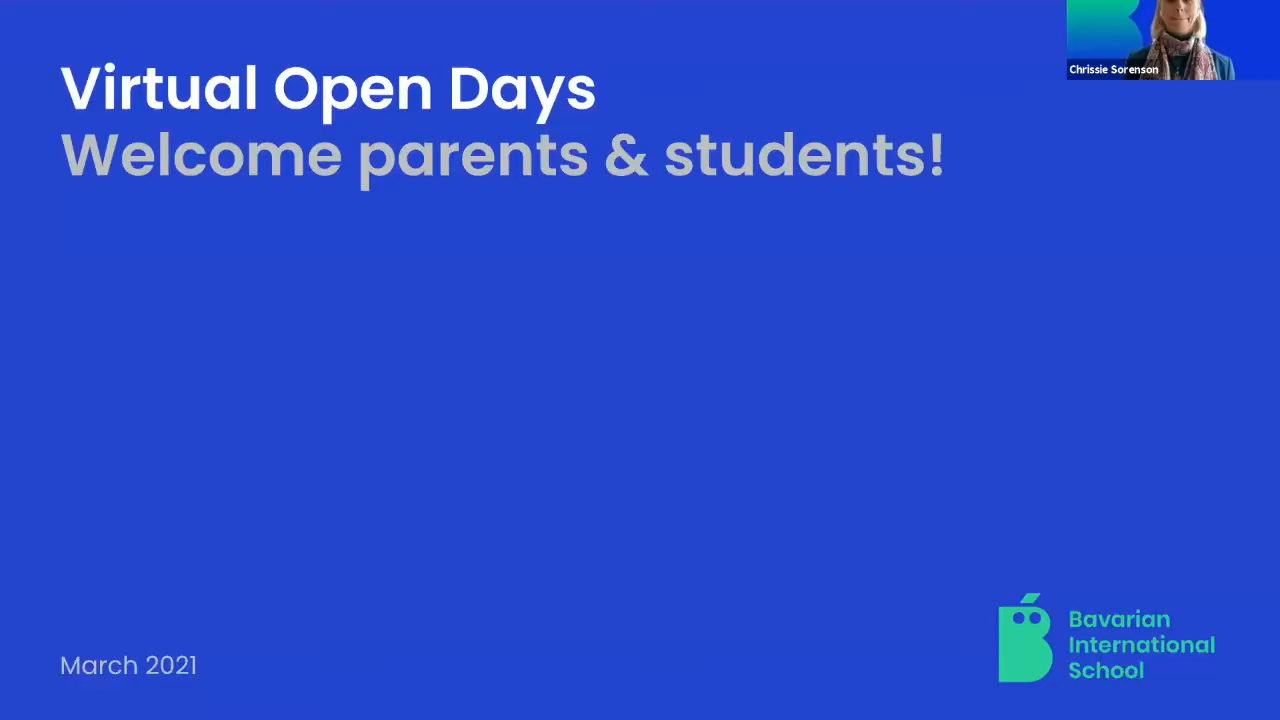 Virtual Open Days
Welcome parents & students!
Chrissie Sorenson
March 2021
Bavarian
International
School